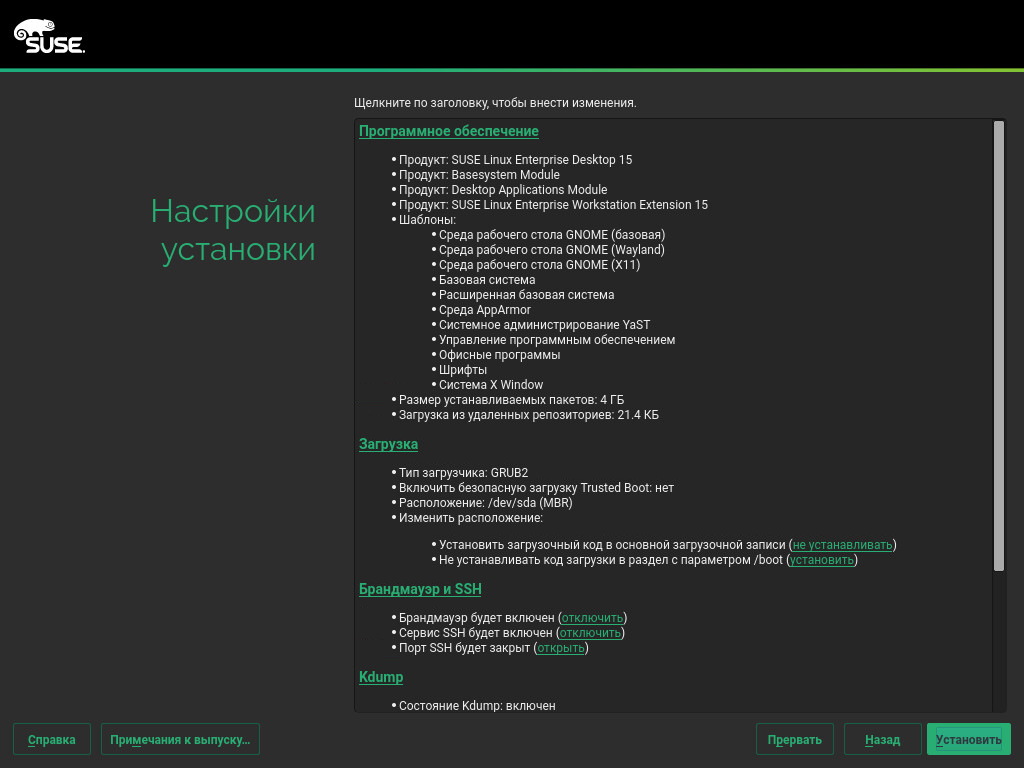 SUSE.
Щелкните по заголовку, чтобы внести изменения.
Настройки
установки
Программное обеспечение
• Продукт: SUSE Linux Enterprise Desktop 15
• Продукт: Basesystem Module
• Продукт: Desktop Applications Module
• Продукт: SUSE Linux Enterprise Workstation Extension 15
• Шаблоны:
• Среда рабочего стола GNOME (базовая)
• Среда рабочего стола GNOME (Wayland)
• Среда рабочего стола GNOME (X11)
• Базовая система
• Расширенная базовая система
• Среда AppArmor
• Системное администрирование YaST
• Управление программным обеспечением
• Офисные программы
• Шрифты
• Система X Window
• Размер устанавливаемых пакетов: 4 ГБ
• Загрузка из удаленных репозиториев: 21.4 КБ
Загрузка
• Тип загрузчика: GRUB2
• Включить безопасную загрузку Trusted Boot: нет
• Расположение: /dev/sda (MBR)
• Изменить расположение:
• Установить загрузочный код в основной загрузочной записи (не устанавливать)
• Не устанавливать код загрузки в раздел с параметром /boot (установить)
Брандмауэр и SSH
• Брандмауэр будет включен (отключить)
• Сервис SSH будет включен (отключить)
• Порт SSH будет закрыт (открыть)
Kdump
• Состояние Kdump: включен
Справка
Примечания к выпуску...
Прервать
Назад
Установить